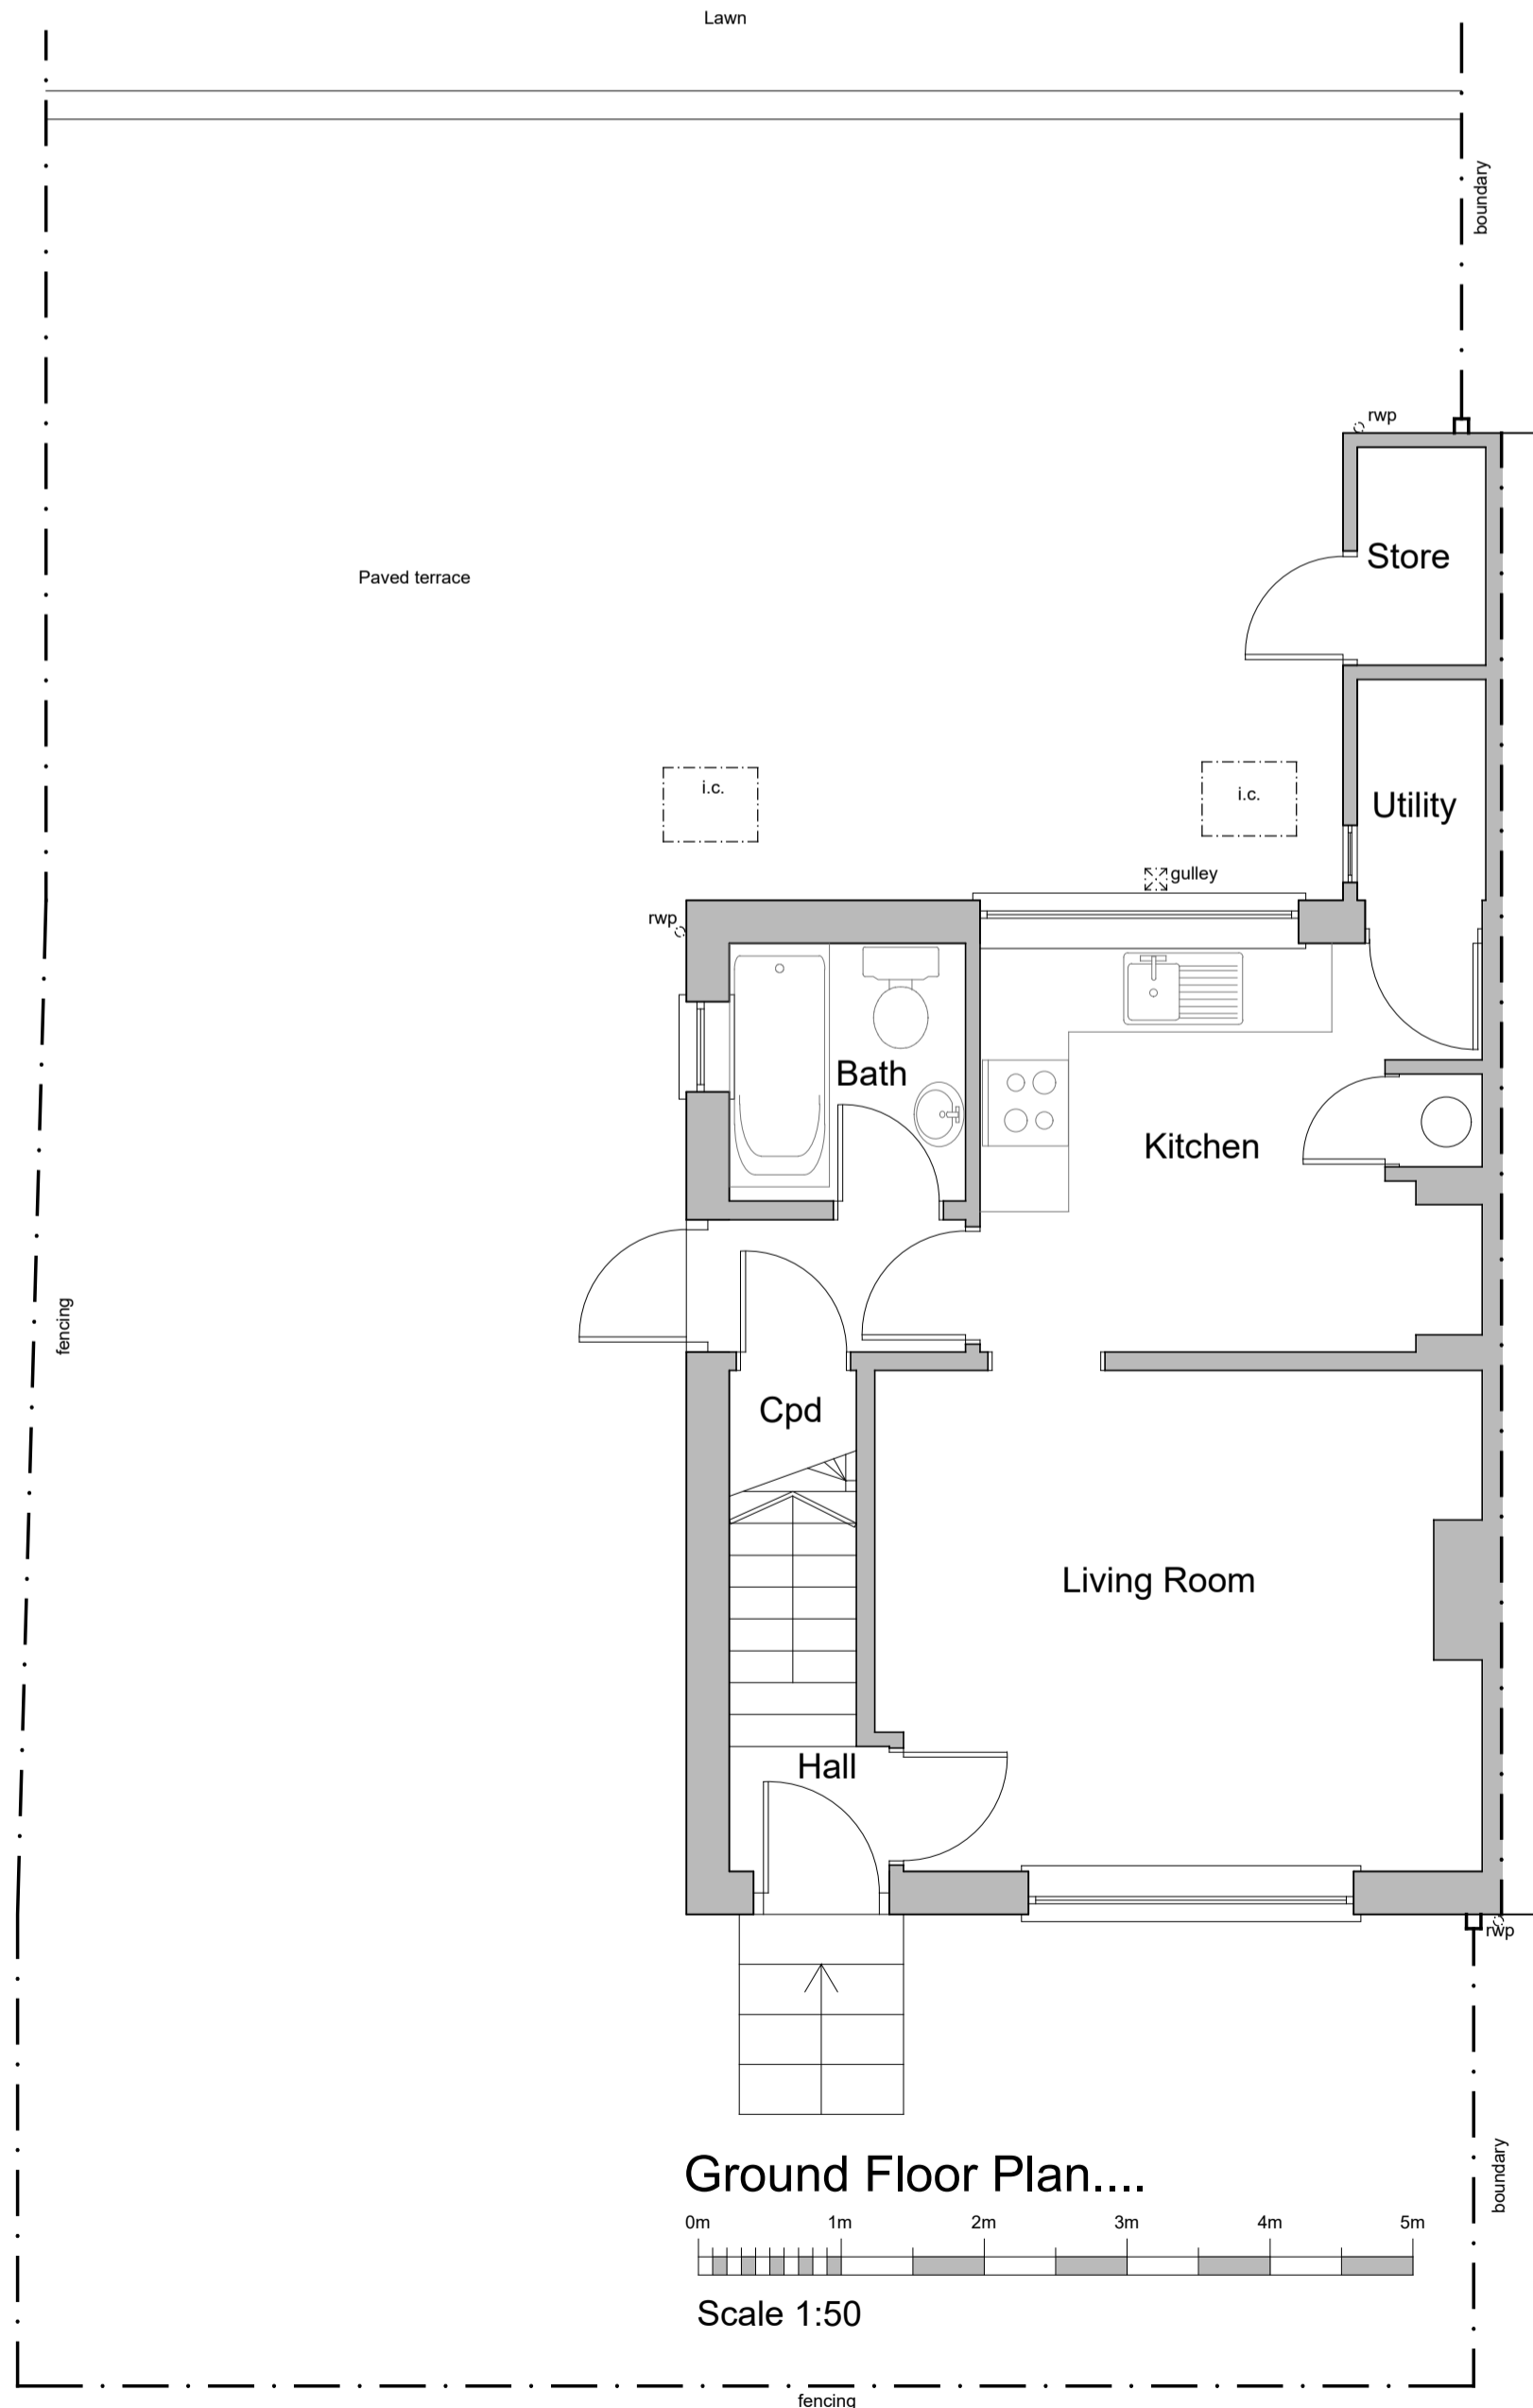 Lawn
boundary
rwp
Store
Paved terrace
i.c.
i.c.
Utility
gulley
rwp
Bath
Kitchen
fencing
Cpd
Living Room
Hall
rwp
Ground Floor Plan....
boundary
0m 1m 2m 3m 4m 5m
Scale 1:50
fencing